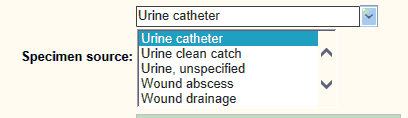 Urine catheter
Specimen source:
Urine catheter
Urine clean catch
Urine, unspecified
Wound abscess
Wound drainage